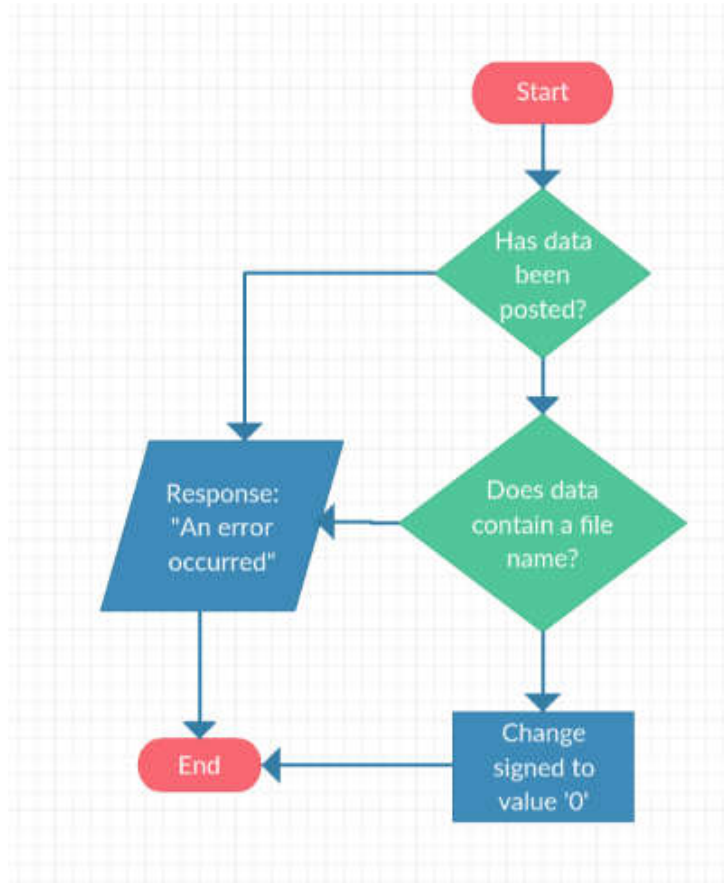 Start
Has data
been
posted?
Does data
contain a file
name?
Response:
"An error
occurred"
Change
signed to
value '0'
End